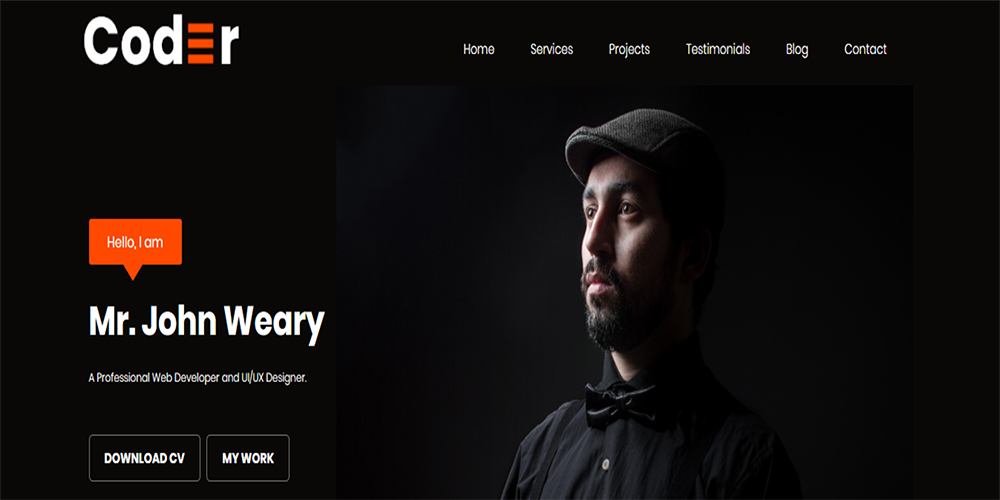 Coder
Home Services Projects Testimonials Blog Contact
Hello, I am
Mr. John Weary
A Professional Web Developer and UI/UX Designer.
DOWNLOAD CV MY WORK